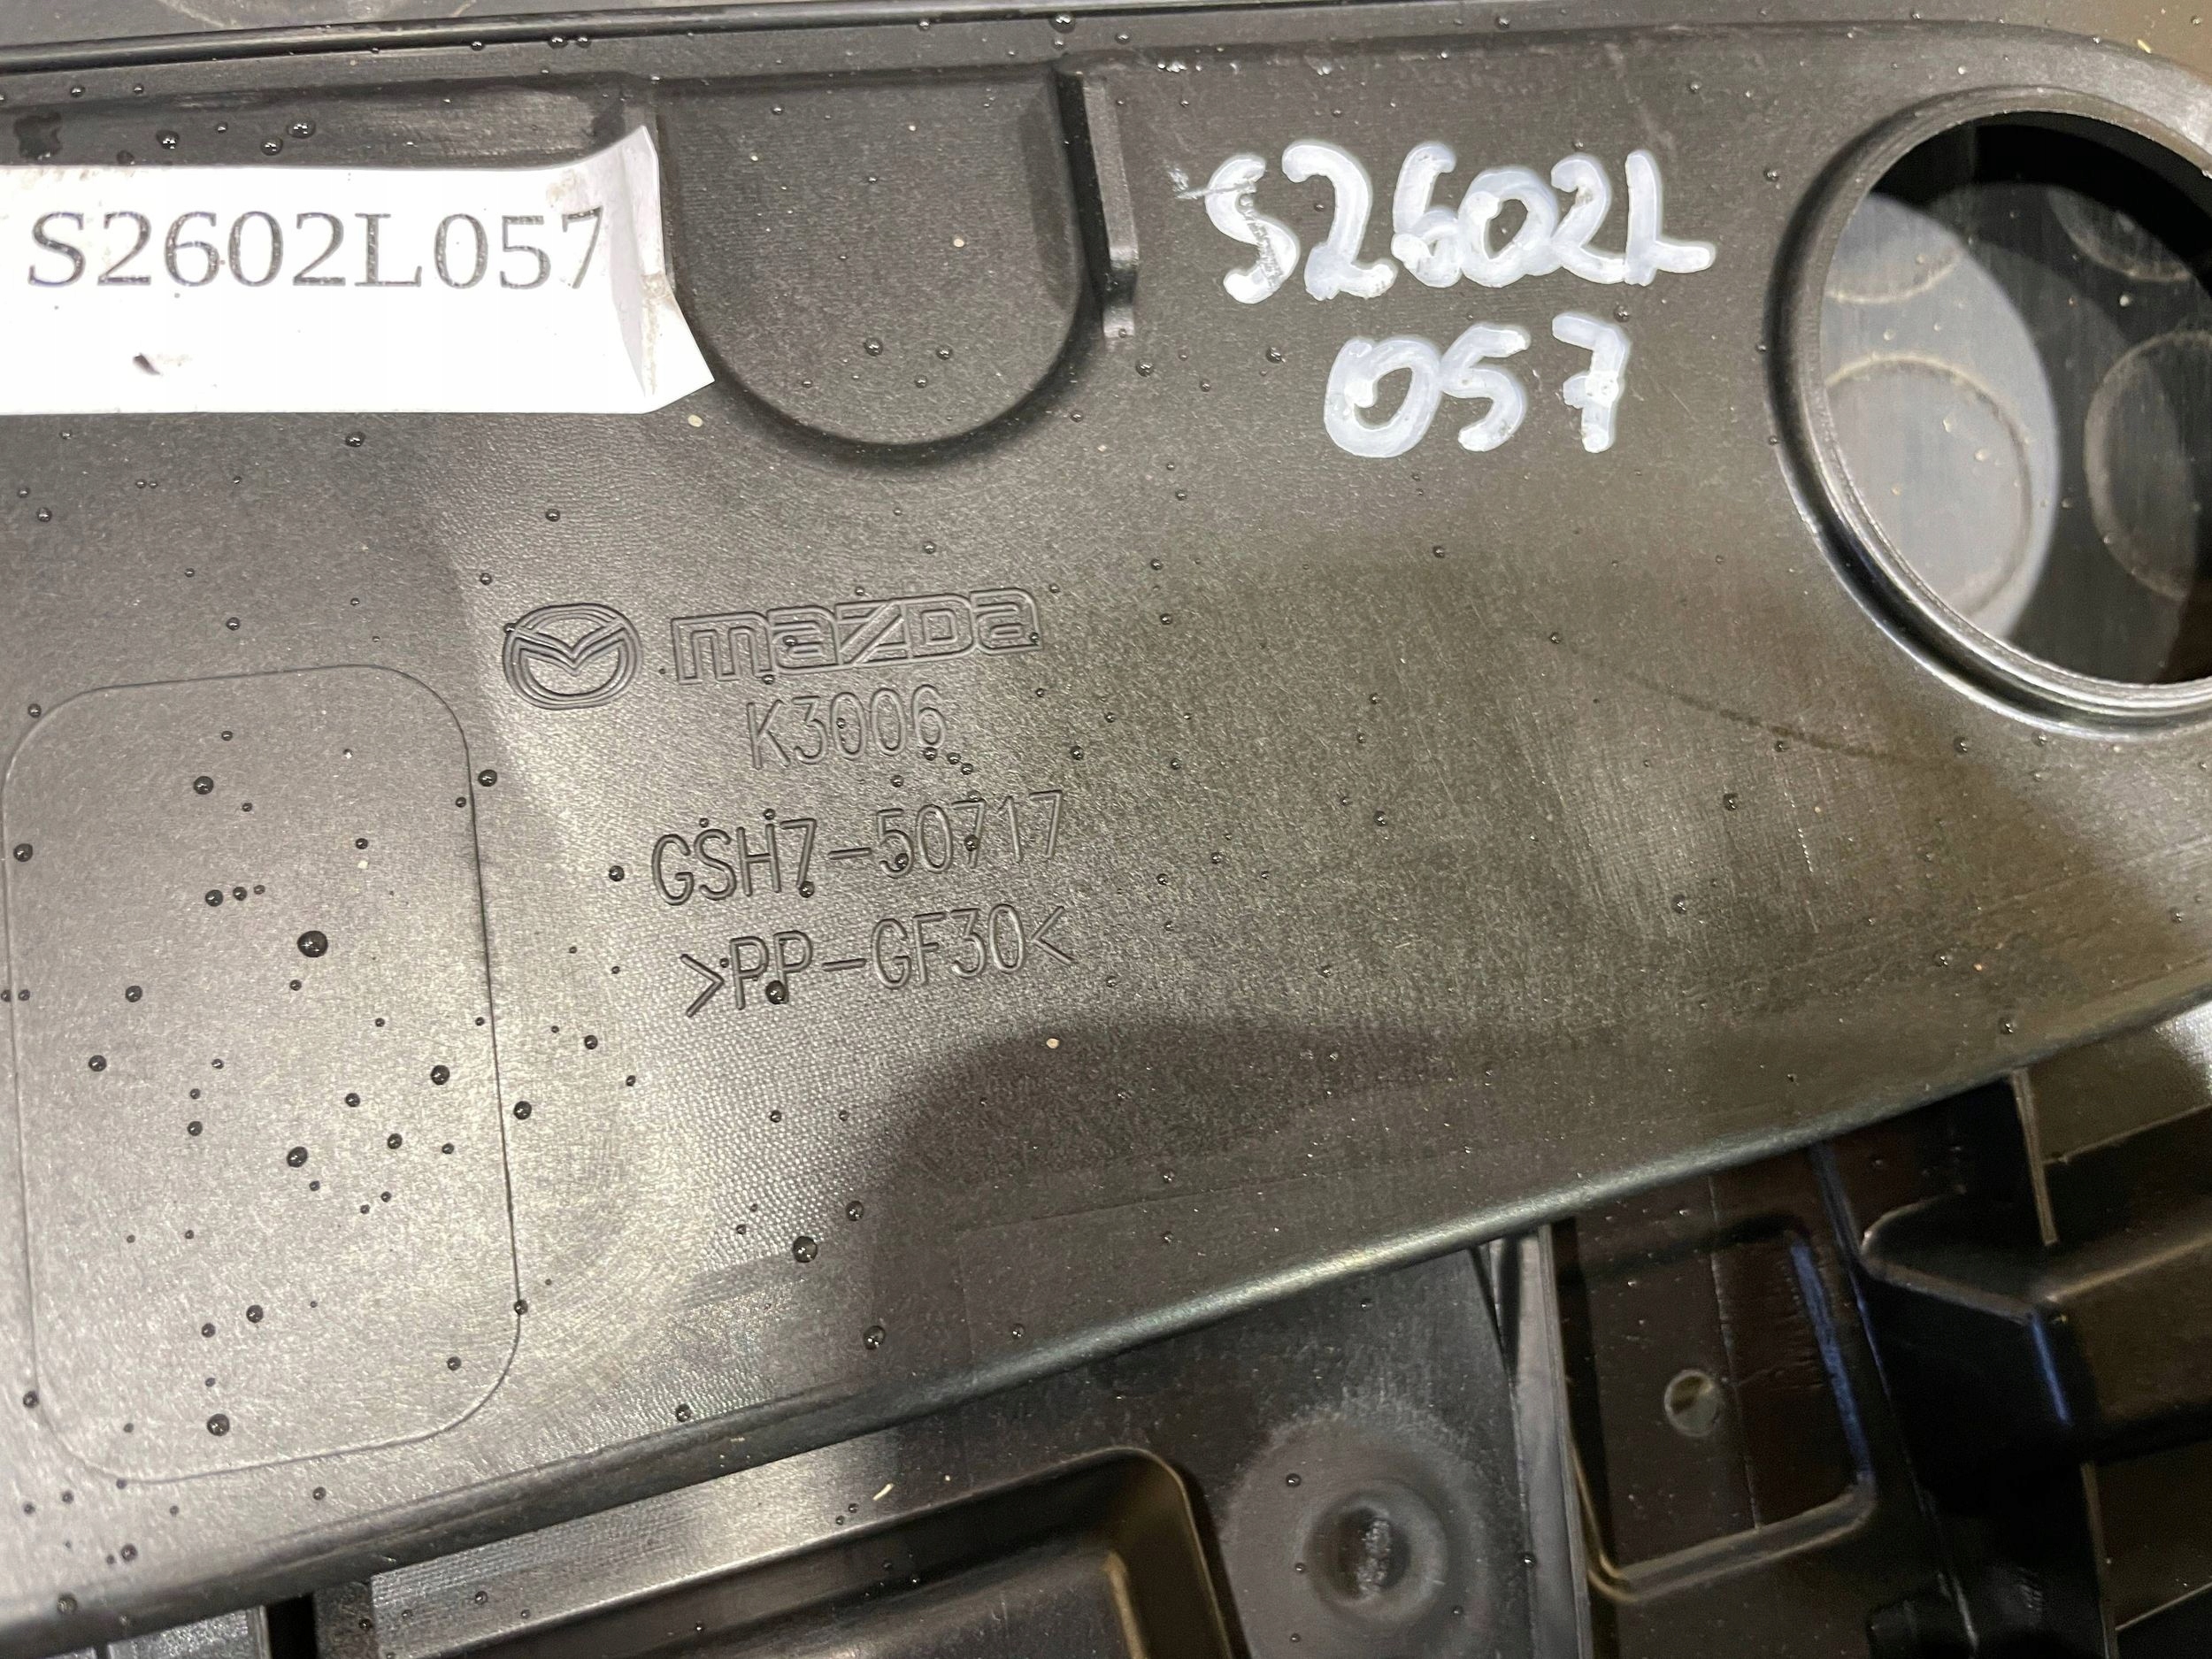 S2602L057
S2602L
057
mazda
K3006
GSH7-50717
>PP-GF30<